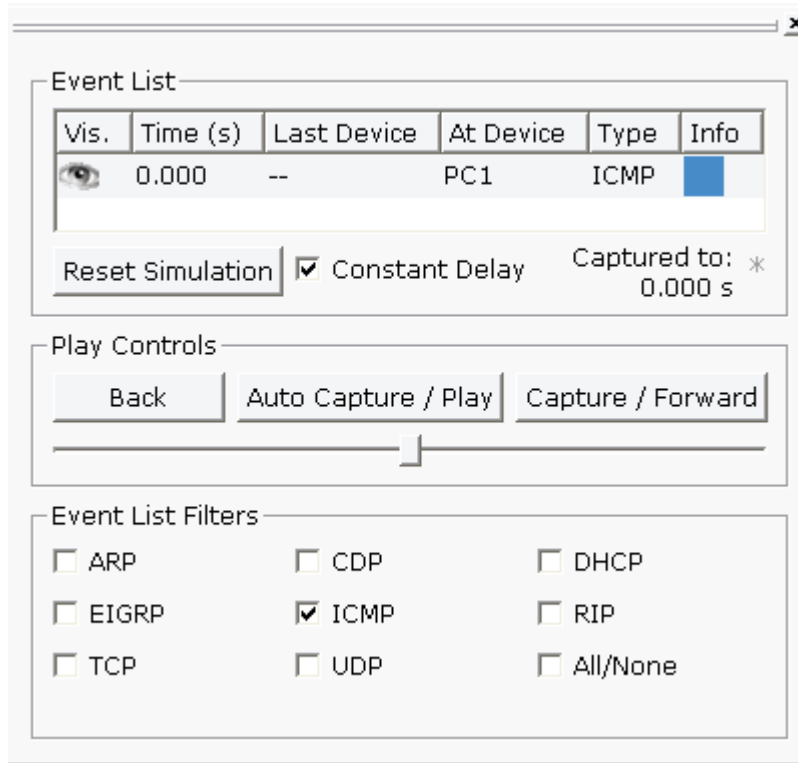 Event List
Vis. Time (s) Last Device At Device Type Info
0.000 -- PC1 ICMP
Reset Simulation Constant Delay Captured to: *
0.000 s
Play Controls
Back Auto Capture / Play Capture / Forward
Event List Filters
ARP CDP DHCP
EIGRP ICMP RIP
TCP UDP All/None